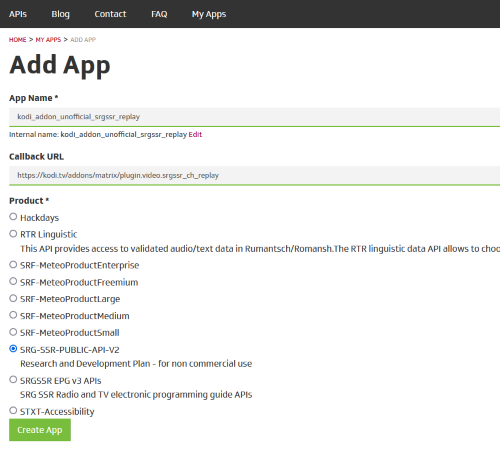 APIs Blog Contact FAQ My Apps
HOME > MY APPS > ADD APP
Add App
App Name *
kodi_addon_unofficial_srgssr_replay
Internal name: kodi_addon_unofficial_srgssr_replay Edit
Callback URL
https://kodi.tv/addons/matrix/plugin.video.srgssr_ch_replay
Product *
Hackdays
RTR Linguistic
This API provides access to validated audio/text data in Rumantsch/Romansh.The RTR linguistic data API allows to choo
SRF-MeteoProductEnterprise
SRF-MeteoProductFreemium
SRF-MeteoProductLarge
SRF-MeteoProductMedium
SRF-MeteoProductSmall
SRG-SSR-PUBLIC-API-V2
Research and Development Plan - for non commercial use
SRGSSR EPG v3 APIs
SRG SSR Radio and TV electronic programming guide APIs
STXT-Accessibility
Create App